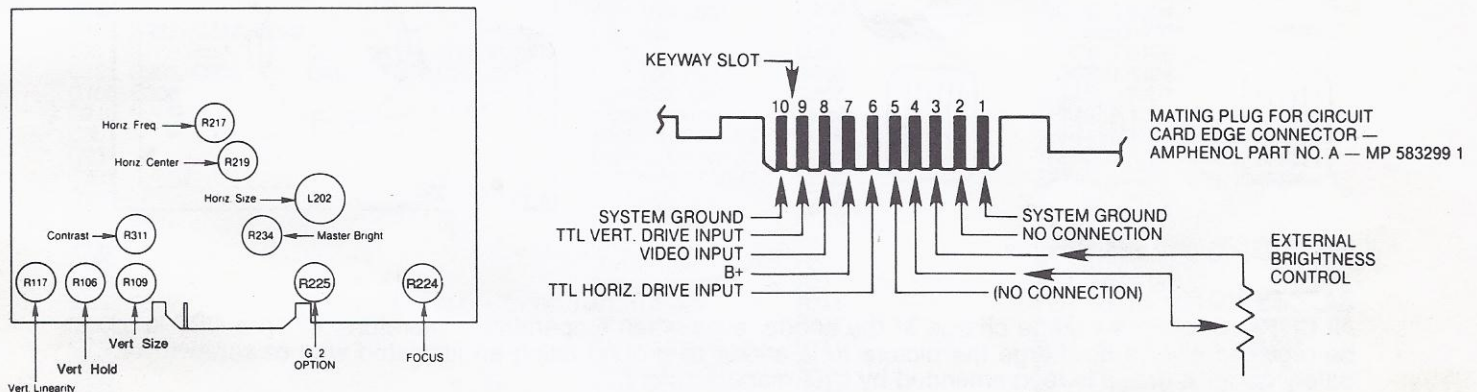 Horiz. Freq
R217
Horiz. Center
R219
Horiz. Size
L202
Contrast
R311
R234
Master Bright
R117
R106
R109
R225
R224
Vert Size
Vert Hold
Vert. Linearity
G 2
OPTION
FOCUS
KEYWAY SLOT
10 9 8 7 6 5 4 3 2 1
MATING PLUG FOR CIRCUIT
CARD EDGE CONNECTOR —
AMPHENOL PART NO. A — MP 583299 1
SYSTEM GROUND
TTL VERT. DRIVE INPUT
VIDEO INPUT
B+
TTL HORIZ. DRIVE INPUT
SYSTEM GROUND
NO CONNECTION
(NO CONNECTION)
EXTERNAL
BRIGHTNESS
CONTROL